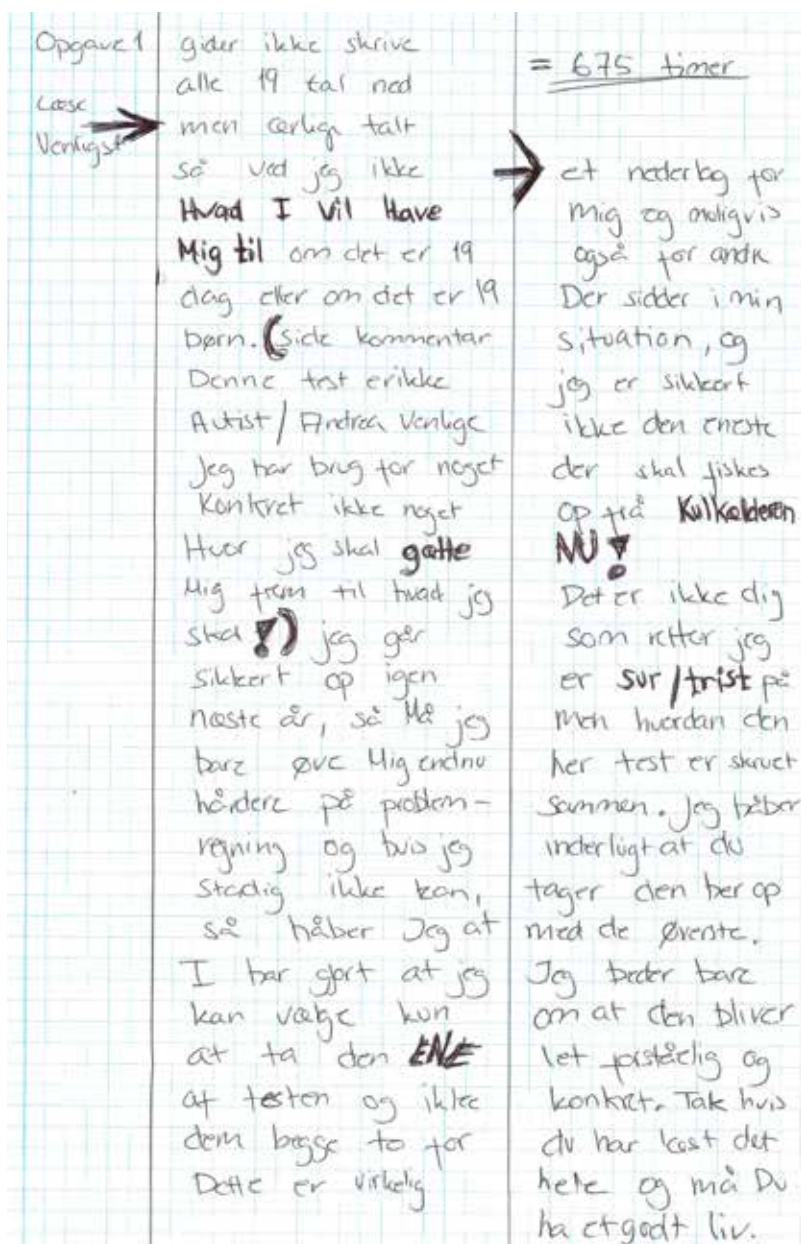 Opgave 1
Læse
Venligst
gider ikke skrive
alle 19 tal ned
men ærlig talt
så ved jeg ikke
Hvad I Vil Have
Mig til om det er 19
dag eller om det er 19
børn. (Side kommentar
Denne test er ikke
Autist / Andrea Venlige
Jeg har brug for noget
Konkret ikke noget
Hvor jeg skal gætte
Mig frem til hvad jeg
skal!) jeg går
sikkert op igen
næste år, så Må jeg
bare øve Mig endnu
hårdere på problem-
regning og hvis jeg
stadig ikke kan,
så håber Jeg at
I har gjort at jeg
kan vælge kun
at ta den ENE
af testen og ikke
dem begge to for
Dette er virkelig
= 675 timer
et nederlag for
mig og muligvis
også for andre
Der sidder i min
situation, og
jeg er sikkert
ikke den eneste
der skal fiskes
op fra Kulkælderen
NU!
Det er ikke dig
som retter jeg
er sur / trist på
men hvordan den
her test er skruet
sammen. Jeg håber
inderligt at du
tager den her op
med de øverste.
Jeg beder bare
om at den bliver
let forståelig og
konkret. Tak hvis
du har læst det
hele og må Du
ha et godt liv.